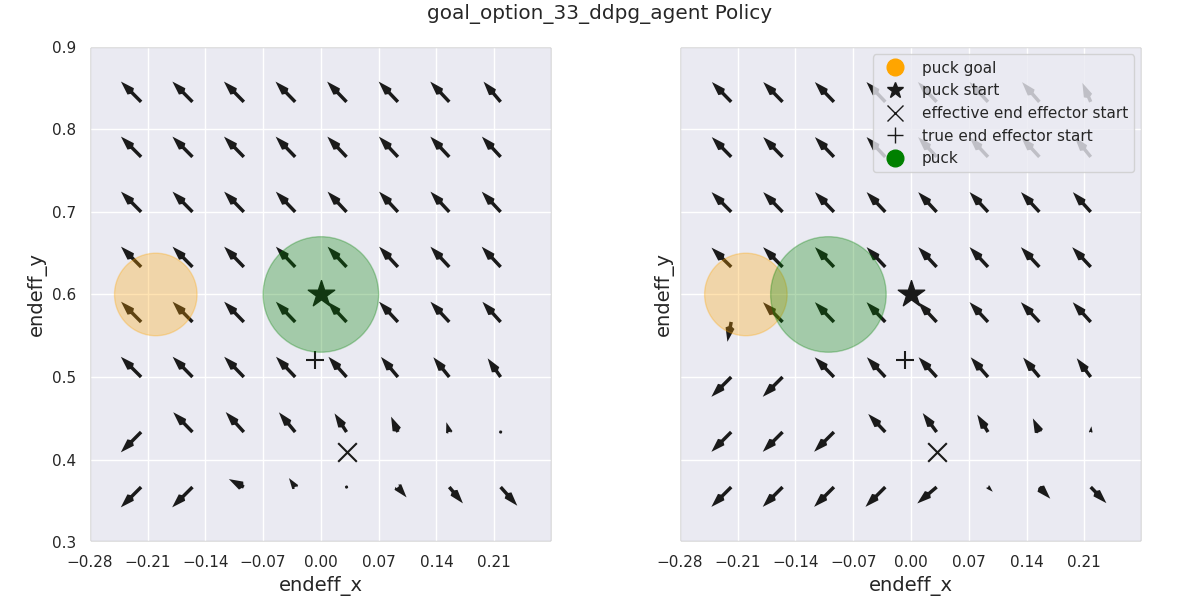 goal_option_33_ddpg_agent Policy
endeff_y
0.9
0.8
0.7
0.6
0.5
0.4
0.3
−0.28 −0.21 −0.14 −0.07 0.00 0.07 0.14 0.21
endeff_x
endeff_y
puck goal
puck start
effective end effector start
true end effector start
puck
−0.28 −0.21 −0.14 −0.07 0.00 0.07 0.14 0.21
endeff_x